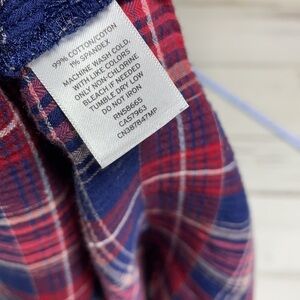 99% COTTON/COTON
1% SPANDEX
MACHINE WASH COLD
WITH LIKE COLORS
ONLY NON-CHLORINE
BLEACH IF NEEDED
TUMBLE DRY LOW
DO NOT IRON
RN58665
CA57963
CN387847MP